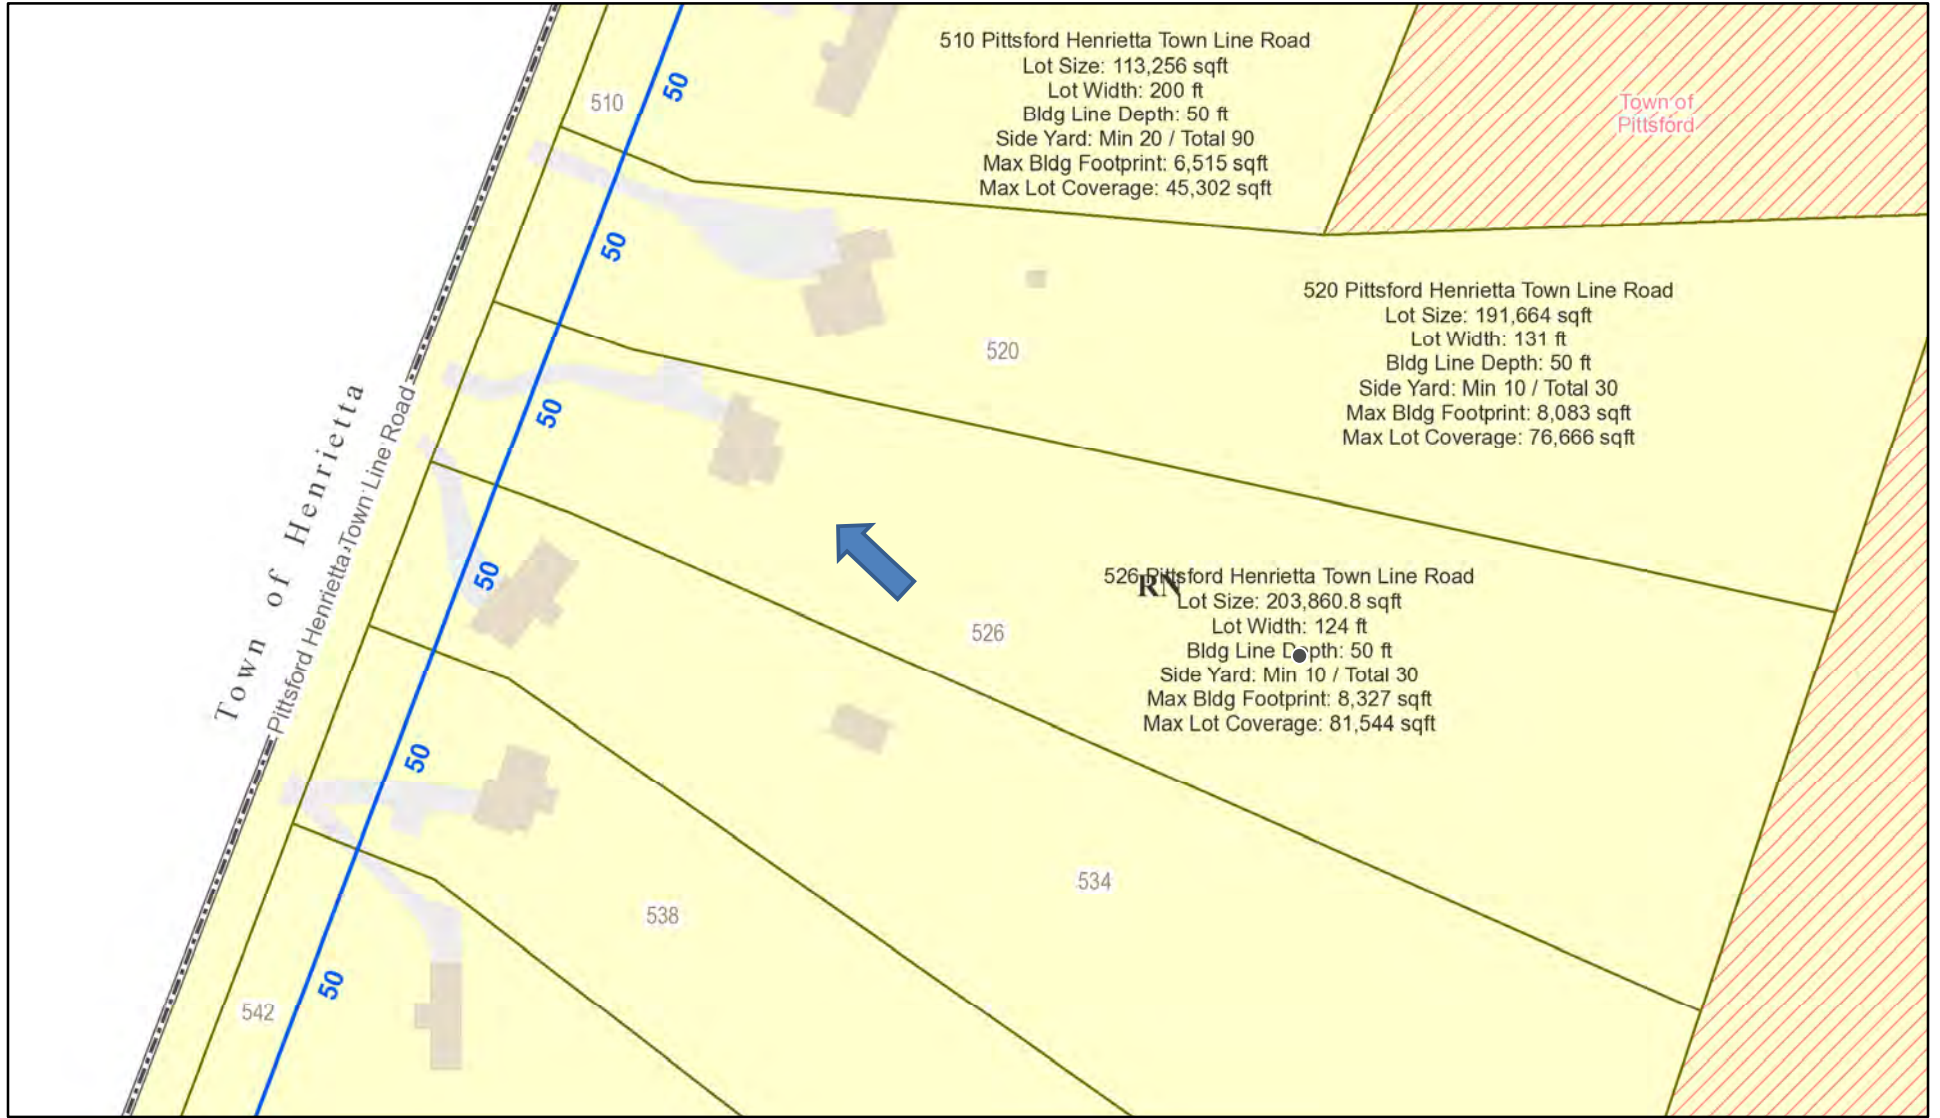 510 Pittsford Henrietta Town Line Road
Lot Size: 113,256 sqft
Lot Width: 200 ft
Bldg Line Depth: 50 ft
Side Yard: Min 20 / Total 90
Max Bldg Footprint: 6,515 sqft
Max Lot Coverage: 45,302 sqft
Town of
Pittsford
510
50
50
520 Pittsford Henrietta Town Line Road
Lot Size: 191,664 sqft
Lot Width: 131 ft
Bldg Line Depth: 50 ft
Side Yard: Min 10 / Total 30
Max Bldg Footprint: 8,083 sqft
Max Lot Coverage: 76,666 sqft
520
50
Town of Henrietta
Pittsford Henrietta Town Line Road
50
526 Pittsford Henrietta Town Line Road
RN
Lot Size: 203,860.8 sqft
Lot Width: 124 ft
Bldg Line Depth: 50 ft
Side Yard: Min 10 / Total 30
Max Bldg Footprint: 8,327 sqft
Max Lot Coverage: 81,544 sqft
526
50
534
538
50
542